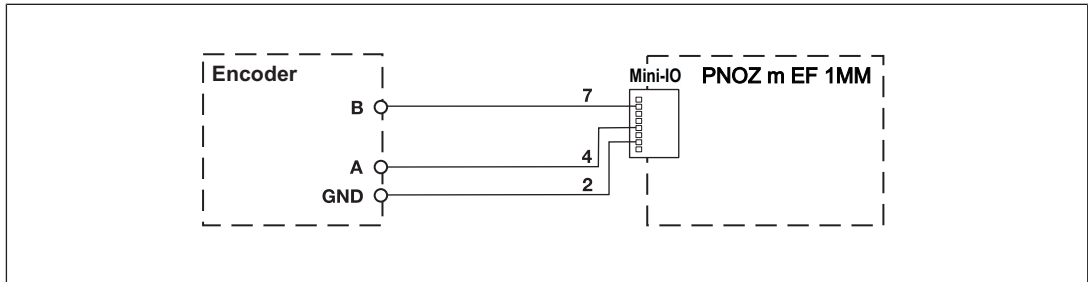 Encoder
Mini-IO
PNOZ m EF 1MM
B
7
A
4
GND
2